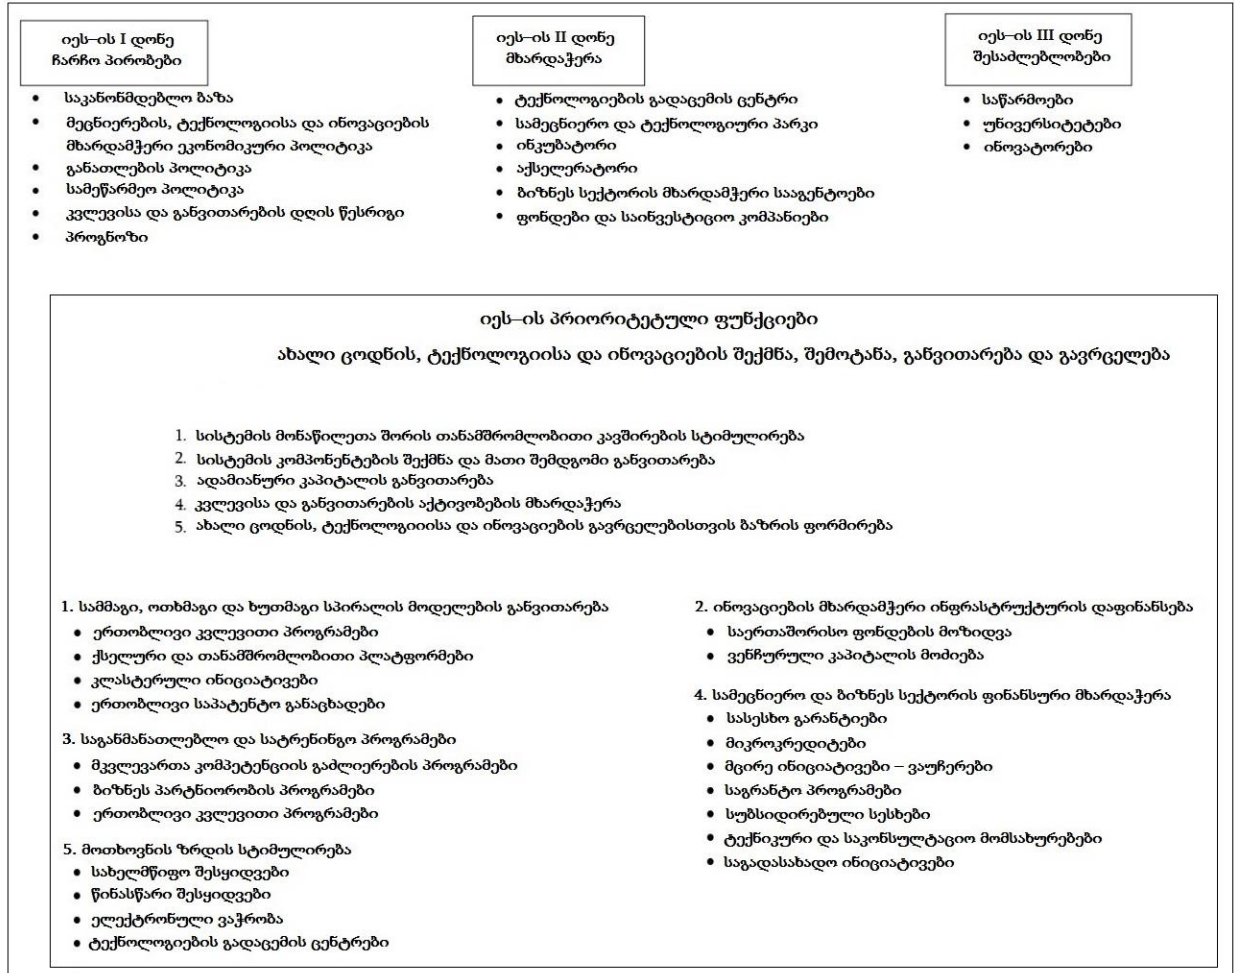 იეს–ის I დონე
ჩარჩო პირობები
• საკანონმდებლო ბაზა
• მეცნიერების, ტექნოლოგიისა და ინოვაციების
მხარდამჭერი ეკონომიკური პოლიტიკა
• განათლების პოლიტიკა
• სამეწარმეო პოლიტიკა
• კვლევისა და განვითარების დღის წესრიგი
• პროგნოზი
იეს–ის II დონე
მხარდაჭერა
• ტექნოლოგიების გადაცემის ცენტრი
• სამეცნიერო და ტექნოლოგიური პარკი
• ინკუბატორი
• აქსელერატორი
• ბიზნეს სექტორის მხარდამჭერი სააგენტოები
• ფონდები და საინვესტიციო კომპანიები
იეს–ის III დონე
შესაძლებლობები
• საწარმოები
• უნივერსიტეტები
• ინოვატორები
იეს–ის პრიორიტეტული ფუნქციები
ახალი ცოდნის, ტექნოლოგიისა და ინოვაციების შექმნა, შემოტანა, განვითარება და გავრცელება
1. სისტემის მონაწილეთა შორის თანამშრომლობითი კავშირების სტიმულირება
2. სისტემის კომპონენტების შექმნა და მათი შემდგომი განვითარება
3. ადამიანური კაპიტალის განვითარება
4. კვლევისა და განვითარების აქტივობების მხარდაჭერა
5. ახალი ცოდნის, ტექნოლოგიიისა და ინოვაციების გავრცელებისთვის ბაზრის ფორმირება
1. სამმაგი, ოთხმაგი და ხუთმაგი სპირალის მოდელების განვითარება
• ერთობლივი კვლევითი პროგრამები
• ქსელური და თანამშრომლობითი პლატფორმები
• კლასტერული ინიციატივები
• ერთობლივი საპატენტო განაცხადები
3. საგანმანათლებლო და სატრენინგო პროგრამები
• მკვლევართა კომპეტენციის გაძლიერების პროგრამები
• ბიზნეს პარტნიორობის პროგრამები
• ერთობლივი კვლევითი პროგრამები
5. მოთხოვნის ზრდის სტიმულირება
• სახელმწიფო შესყიდვები
• წინასწარი შესყიდვები
• ელექტრონული ვაჭრობა
• ტექნოლოგიების გადაცემის ცენტრები
2. ინოვაციების მხარდამჭერი ინფრასტრუქტურის დაფინანსება
• საერთაშორისო ფონდების მოზიდვა
• ვენჩურული კაპიტალის მოძიება
4. სამეცნიერო და ბიზნეს სექტორის ფინანსური მხარდაჭერა
• სასესხო გარანტიები
• მიკროკრედიტები
• მცირე ინიციატივები – ვაუჩერები
• საგრანტო პროგრამები
• სუბსიდირებული სესხები
• ტექნიკური და საკონსულტაციო მომსახურებები
• საგადასახადო ინიციატივები